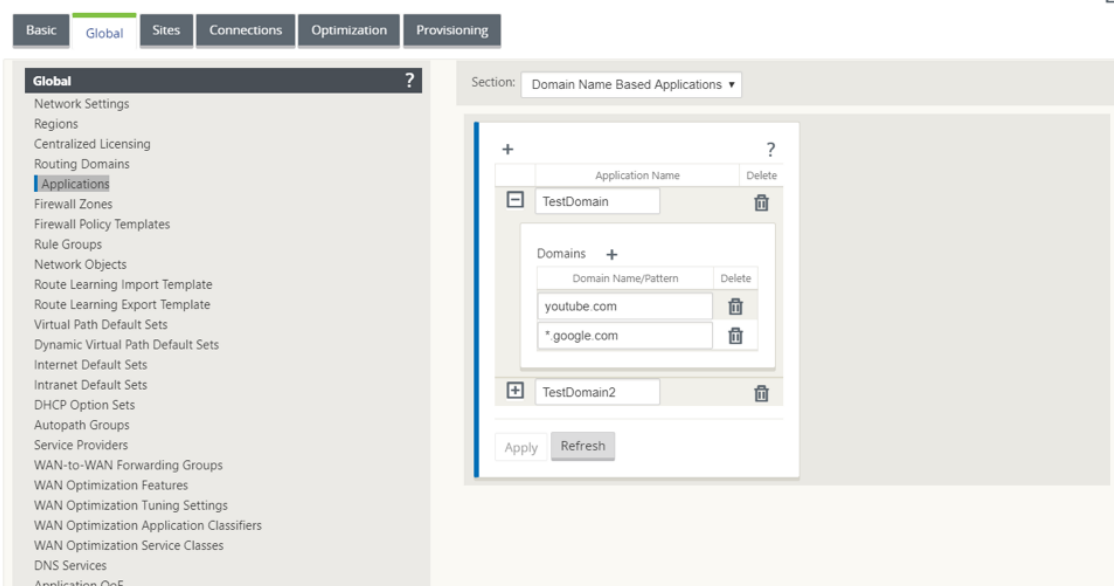 Basic Global Sites Connections Optimization Provisioning
Global ?
Network Settings
Regions
Centralized Licensing
Routing Domains
Applications
Firewall Zones
Firewall Policy Templates
Rule Groups
Network Objects
Route Learning Import Template
Route Learning Export Template
Virtual Path Default Sets
Dynamic Virtual Path Default Sets
Internet Default Sets
Intranet Default Sets
DHCP Option Sets
Autopath Groups
Service Providers
WAN-to-WAN Forwarding Groups
WAN Optimization Features
WAN Optimization Tuning Settings
WAN Optimization Application Classifiers
WAN Optimization Service Classes
DNS Services
Application QoE
Section: Domain Name Based Applications ▾
+ ?
Application Name Delete
TestDomain
Domains +
Domain Name/Pattern Delete
youtube.com
*.google.com
TestDomain2
Apply Refresh